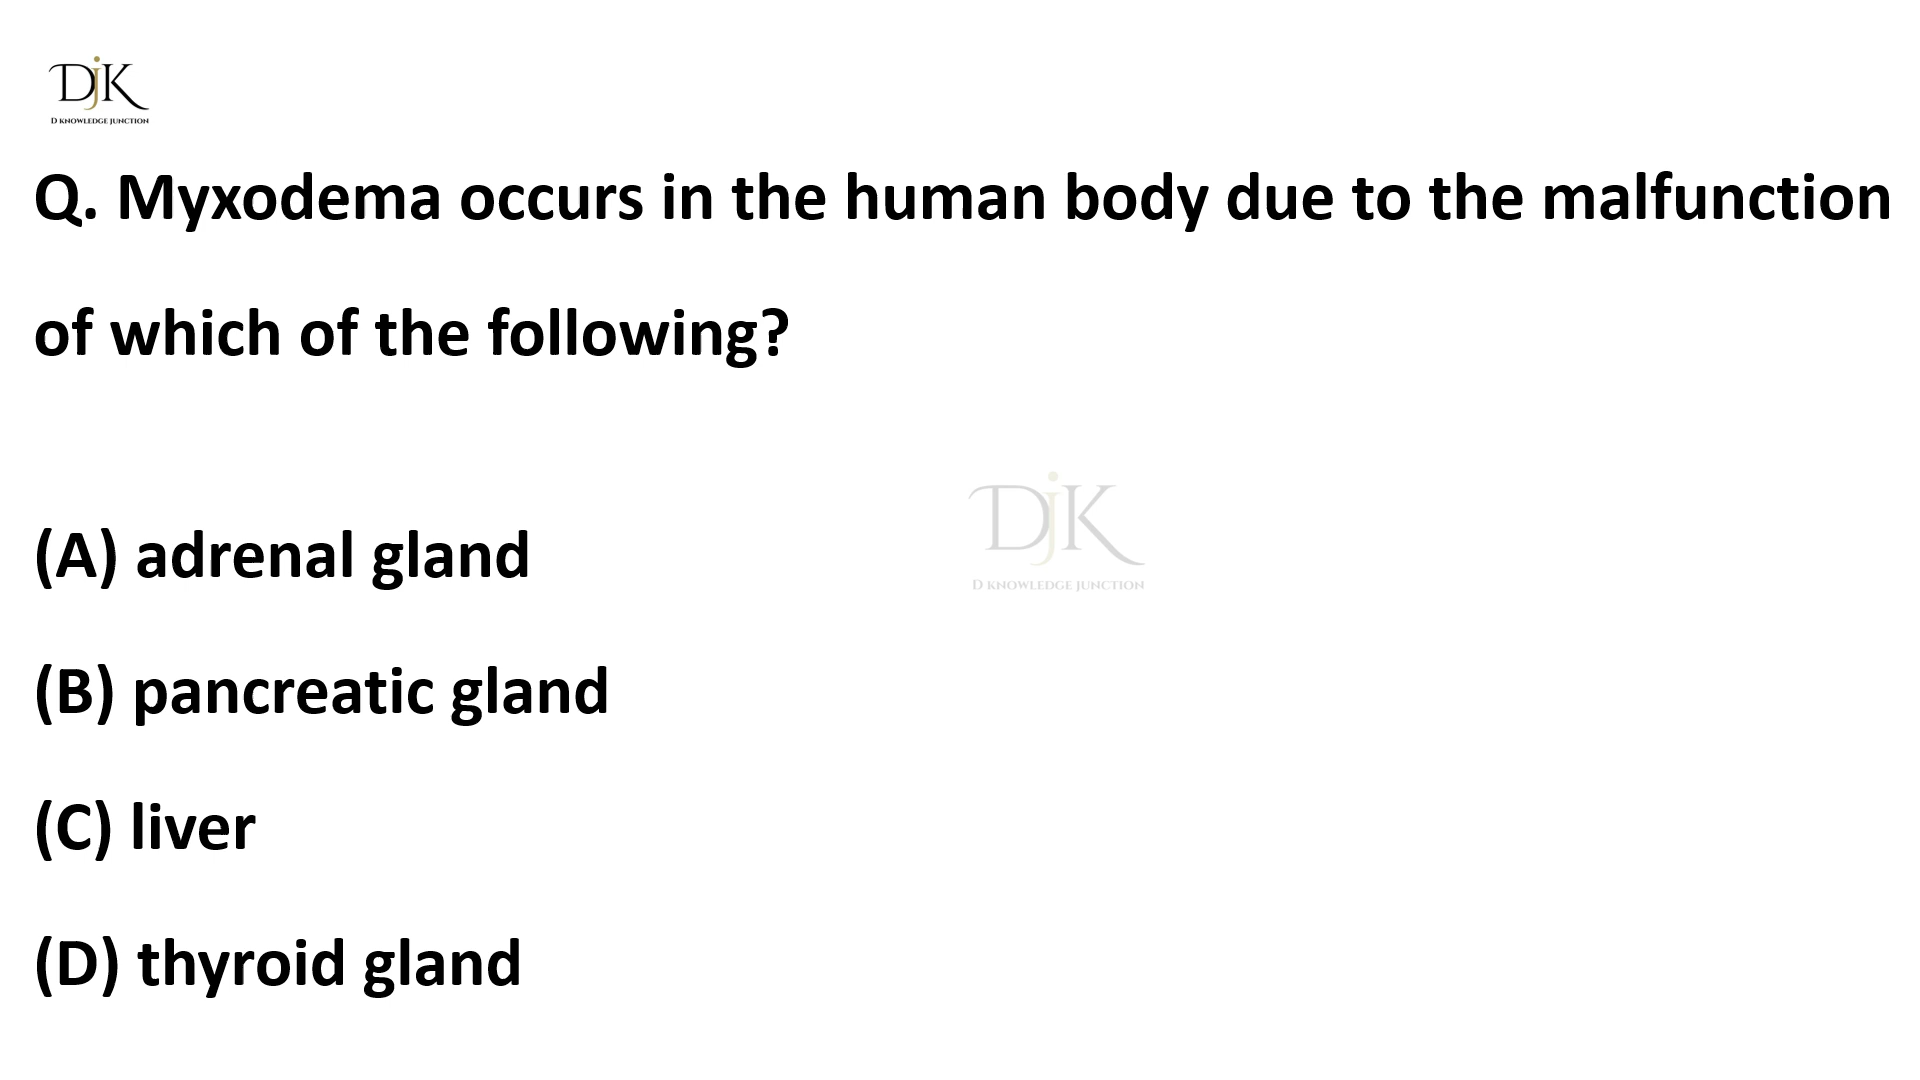 DjK
D KNOWLEDGE JUNCTION
Q. Myxodema occurs in the human body due to the malfunction
of which of the following?
DjK
D KNOWLEDGE JUNCTION
(A) adrenal gland
(B) pancreatic gland
(C) liver
(D) thyroid gland